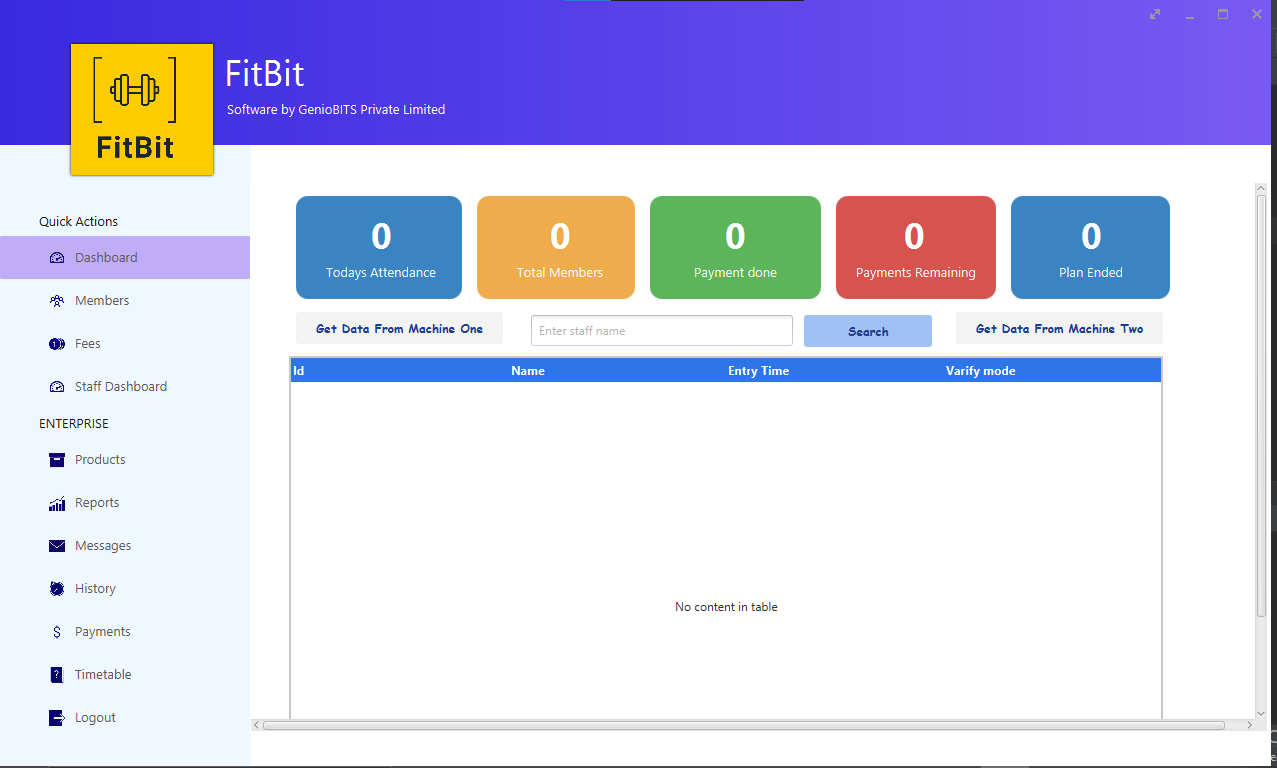 FitBit
Software by GenioBITS Private Limited
FitBit
Quick Actions
Dashboard
Members
Fees
Staff Dashboard
ENTERPRISE
Products
Reports
Messages
History
Payments
Timetable
Logout
0 0 0 0 0
Todays Attendance Total Members Payment done Payments Remaining Plan Ended
Get Data From Machine One Enter staff name Search Get Data From Machine Two
Id Name Entry Time Varify mode
No content in table